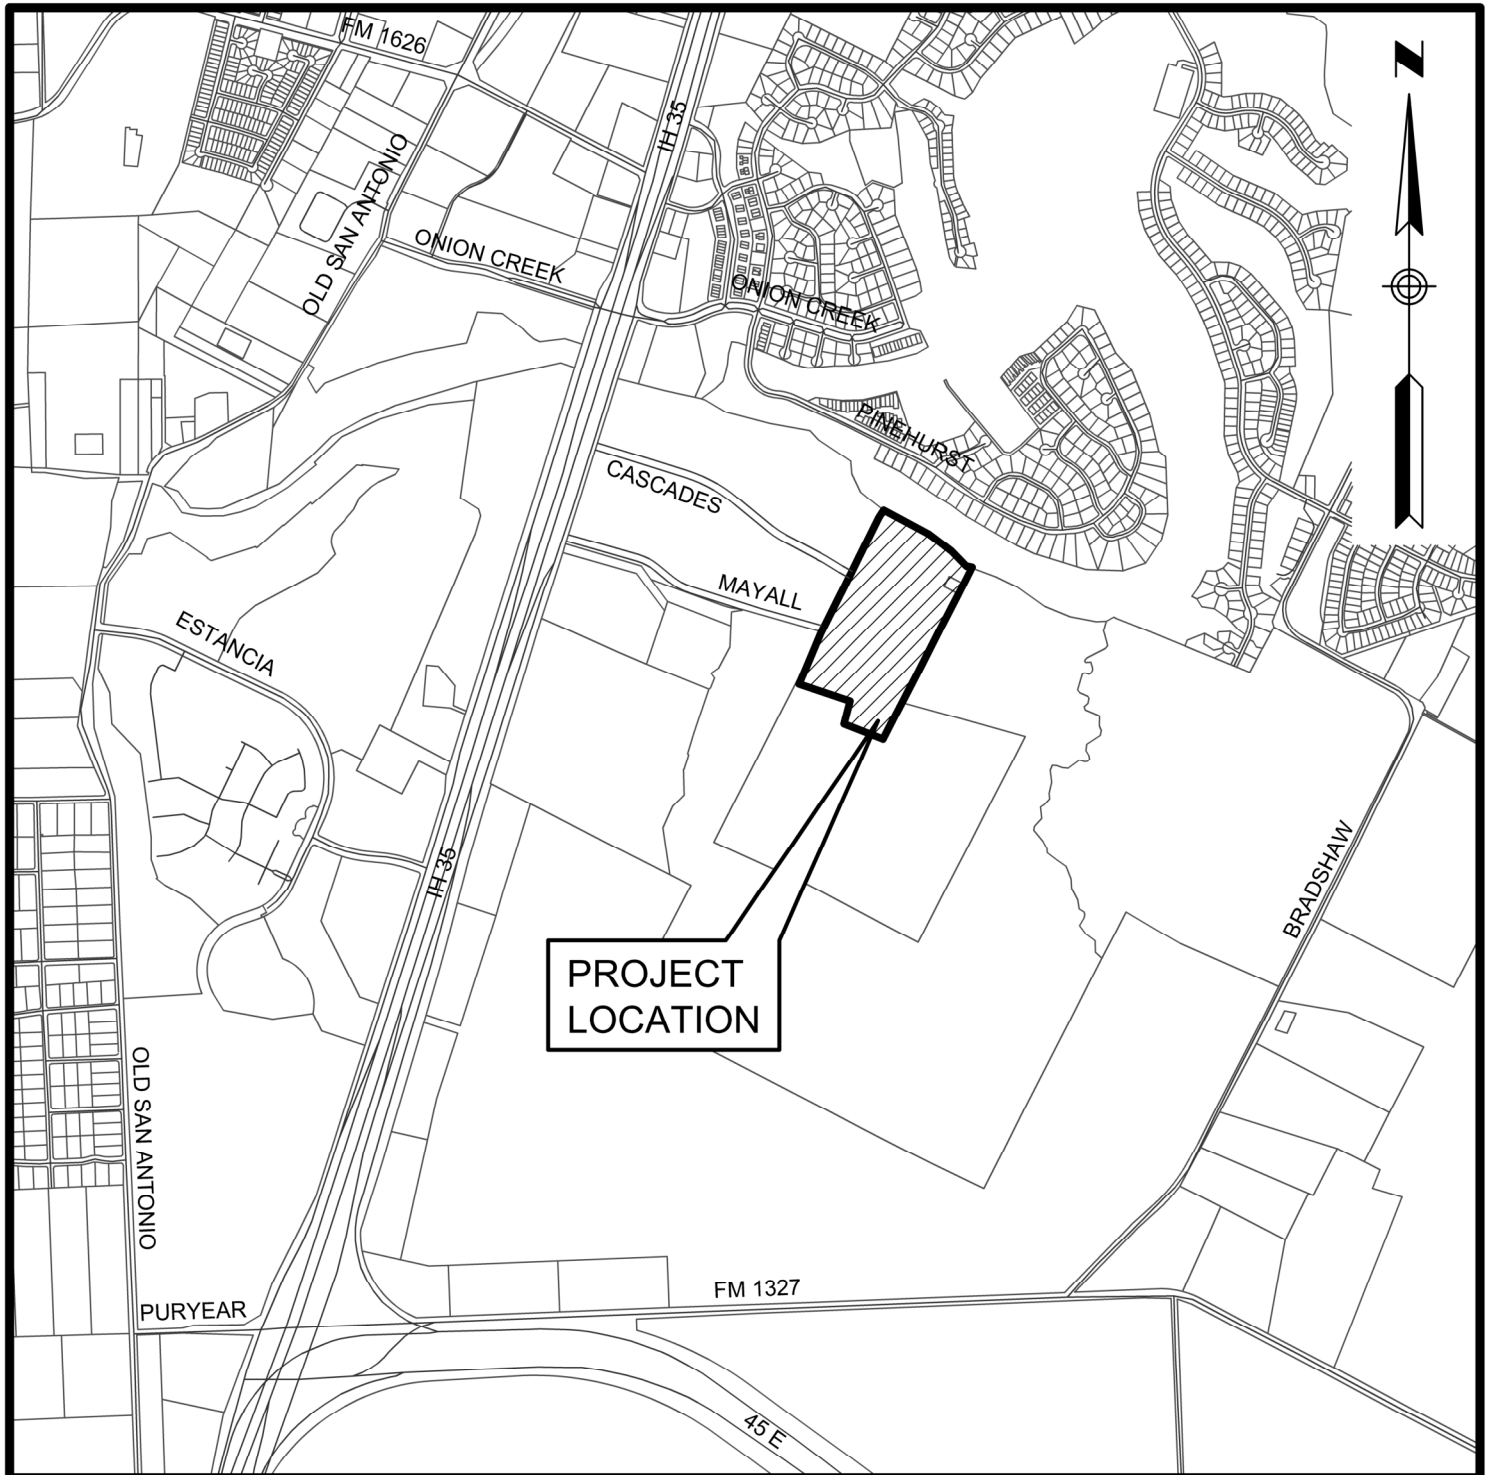 FM 1626
N
IH 35
OLD SAN ANTONIO
ONION CREEK
ONION CREEK
PINEHURST
CASCADES
MAYALL
ESTANCIA
BRADSHAW
IH 35
PROJECT
LOCATION
OLD SAN ANTONIO
FM 1327
PURYEAR
45 E